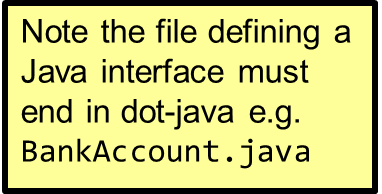 Note the file defining a
Java interface must
end in dot-java e.g.
BankAccount.java